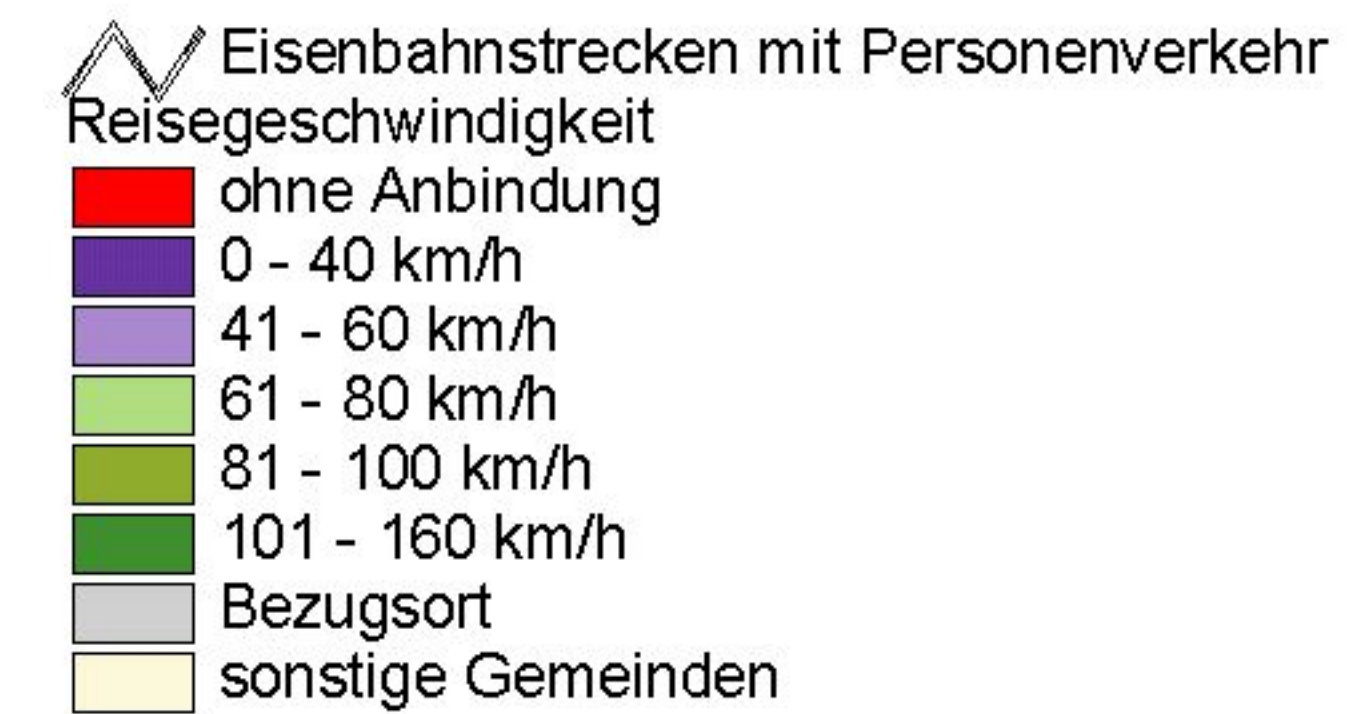 Eisenbahnstrecken mit Personenverkehr
Reisegeschwindigkeit
ohne Anbindung
0 - 40 km/h
41 - 60 km/h
61 - 80 km/h
81 - 100 km/h
101 - 160 km/h
Bezugsort
sonstige Gemeinden